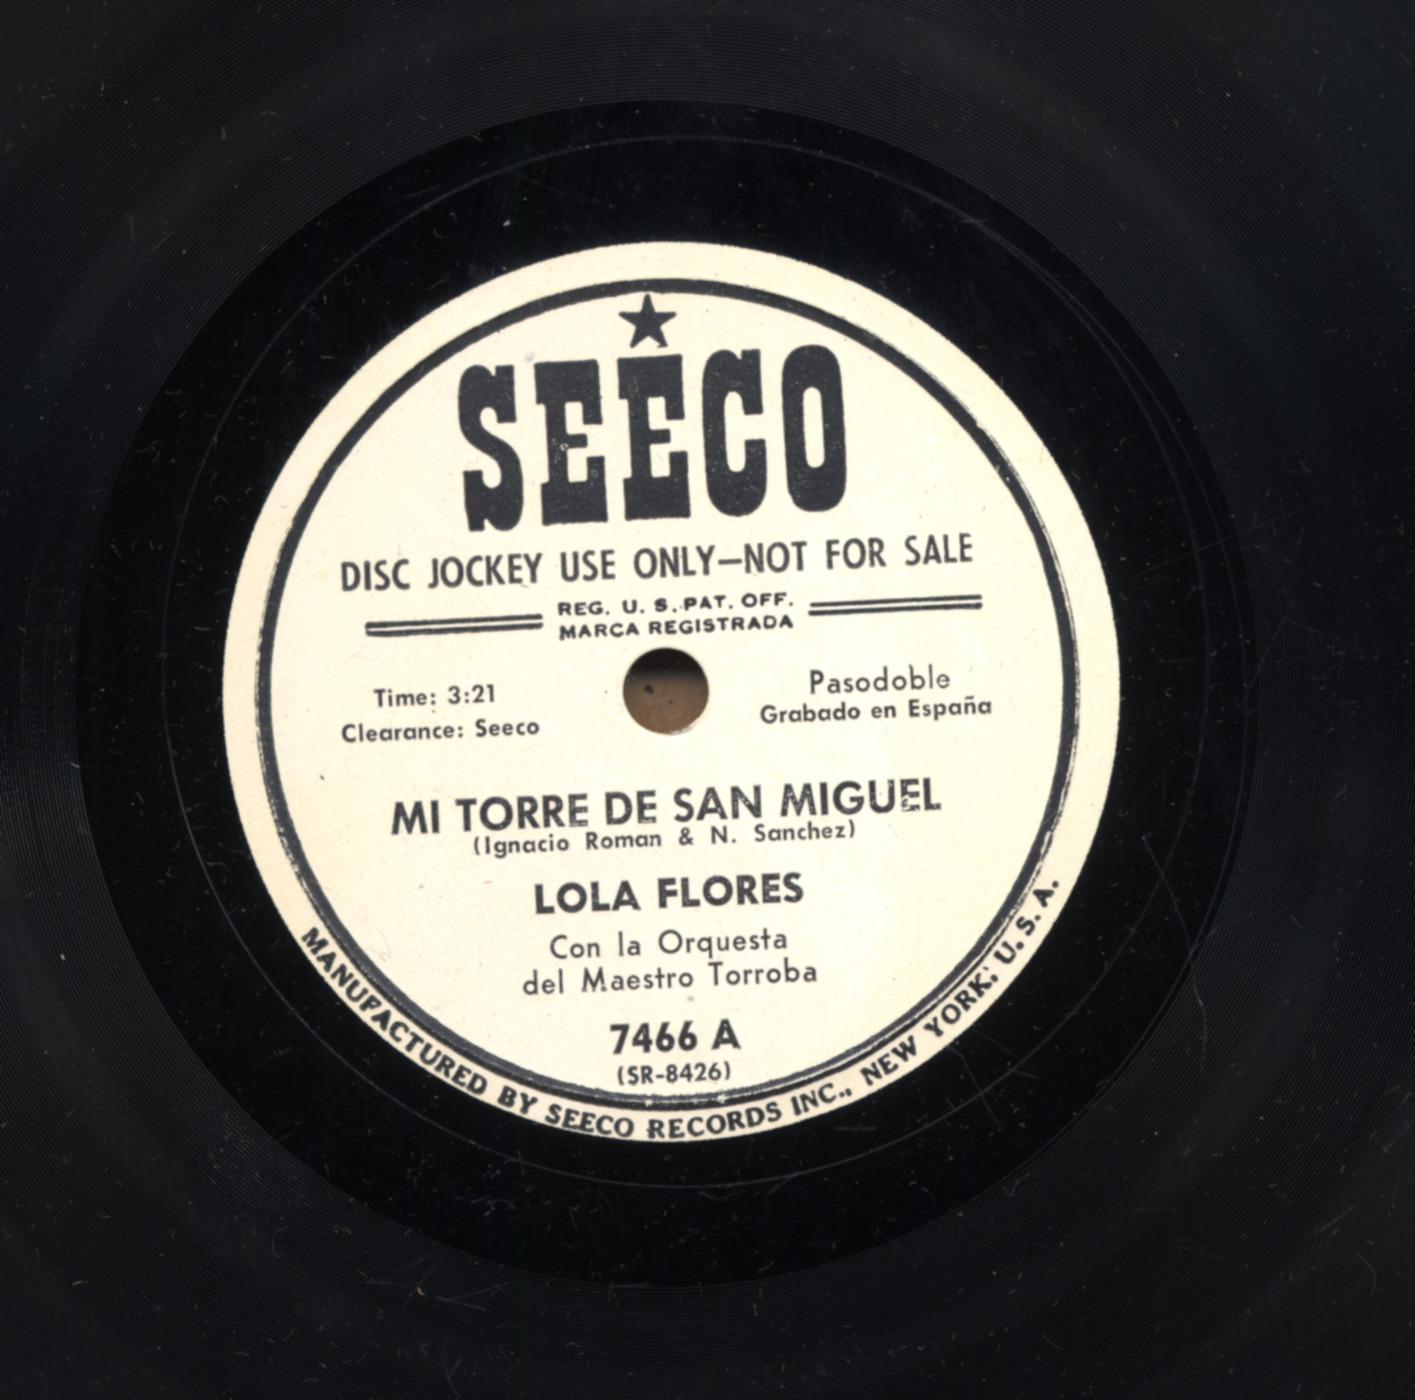 SEECO
DISC JOCKEY USE ONLY—NOT FOR SALE
REG. U. S. PAT. OFF.
MARCA REGISTRADA
Time: 3:21
Clearance: Seeco
Pasodoble
Grabado en España
MI TORRE DE SAN MIGUEL
(Ignacio Roman & N. Sanchez)
LOLA FLORES
Con la Orquesta
del Maestro Torroba
7466 A
(SR-8426)
MANUFACTURED BY SEECO RECORDS INC., NEW YORK, U. S. A.